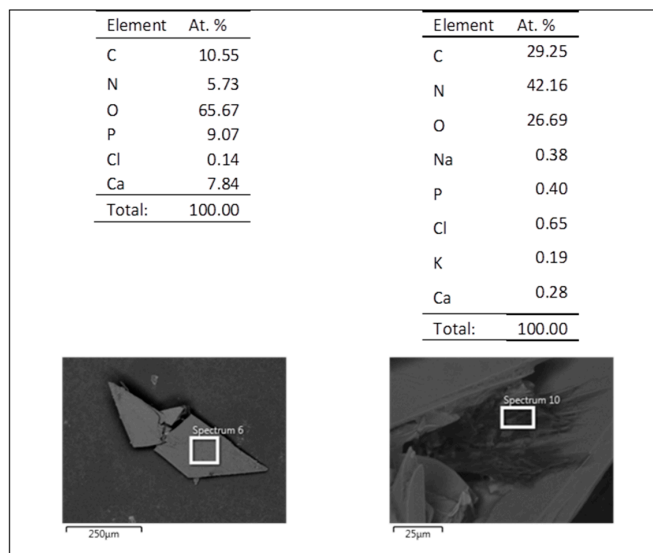 Element At. %
C 10.55
N 5.73
O 65.67
P 9.07
Cl 0.14
Ca 7.84
Total: 100.00
Element At. %
C 29.25
N 42.16
O 26.69
Na 0.38
P 0.40
Cl 0.65
K 0.19
Ca 0.28
Total: 100.00
Spectrum 6
250µm
Spectrum 10
25µm